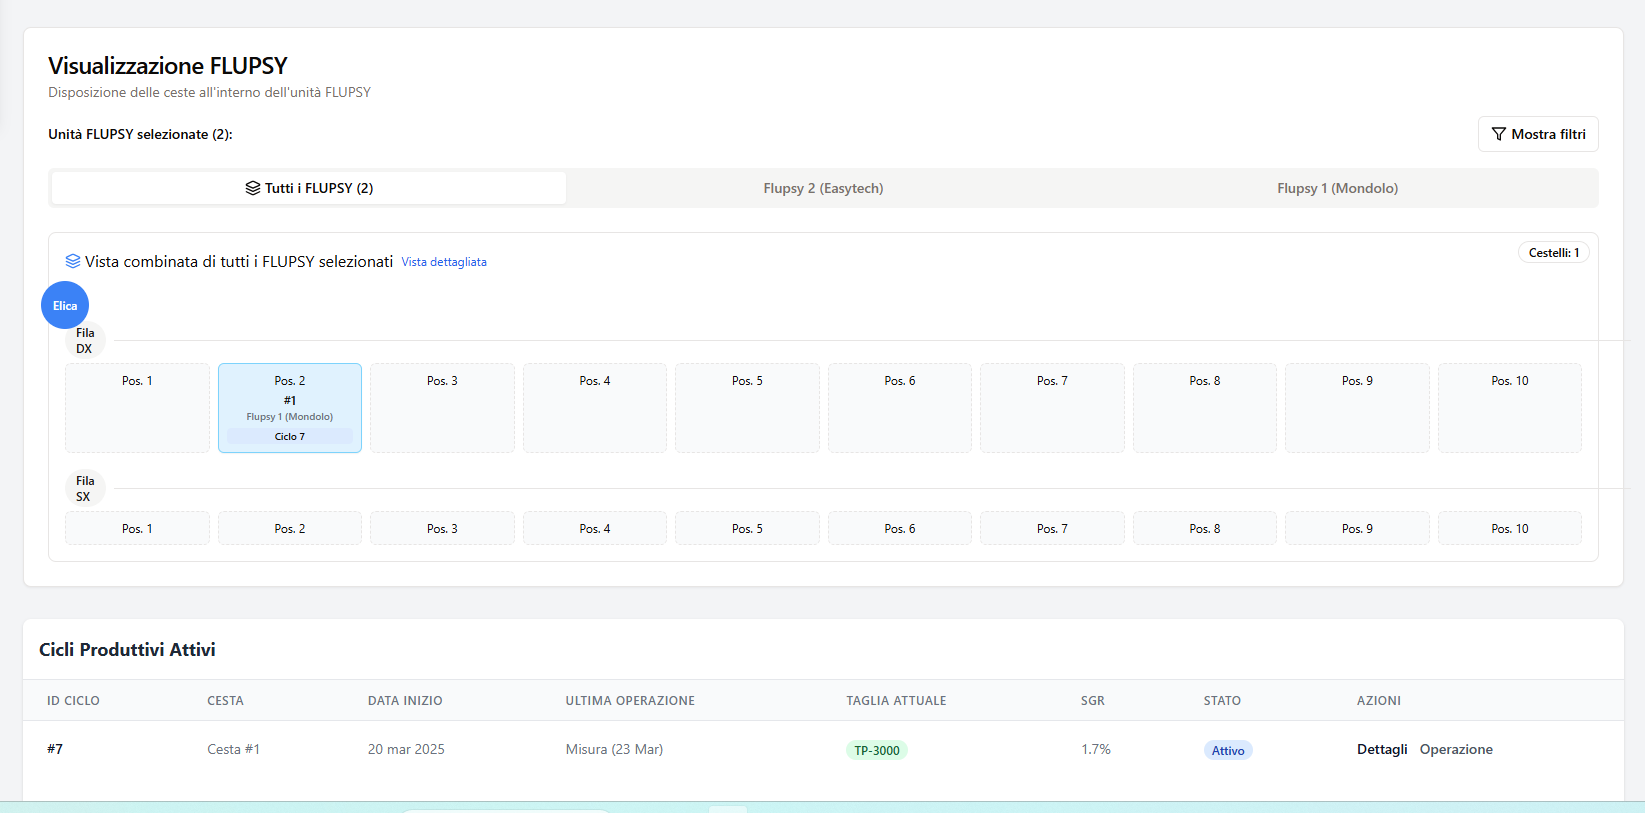 Visualizzazione FLUPSY
Disposizione delle ceste all'interno dell'unità FLUPSY
Unità FLUPSY selezionate (2):
Mostra filtri
Tutti i FLUPSY (2)
Flupsy 2 (Easytech)
Flupsy 1 (Mondolo)
Vista combinata di tutti i FLUPSY selezionati Vista dettagliata
Cestelli: 1
Elica
Fila
DX
Pos. 1
Pos. 2
#1
Flupsy 1 (Mondolo)
Ciclo 7
Pos. 3
Pos. 4
Pos. 5
Pos. 6
Pos. 7
Pos. 8
Pos. 9
Pos. 10
Fila
SX
Pos. 1
Pos. 2
Pos. 3
Pos. 4
Pos. 5
Pos. 6
Pos. 7
Pos. 8
Pos. 9
Pos. 10
Cicli Produttivi Attivi
ID CICLO CESTA DATA INIZIO ULTIMA OPERAZIONE TAGLIA ATTUALE SGR STATO AZIONI
#7 Cesta #1 20 mar 2025 Misura (23 Mar) TP-3000 1.7% Attivo Dettagli Operazione